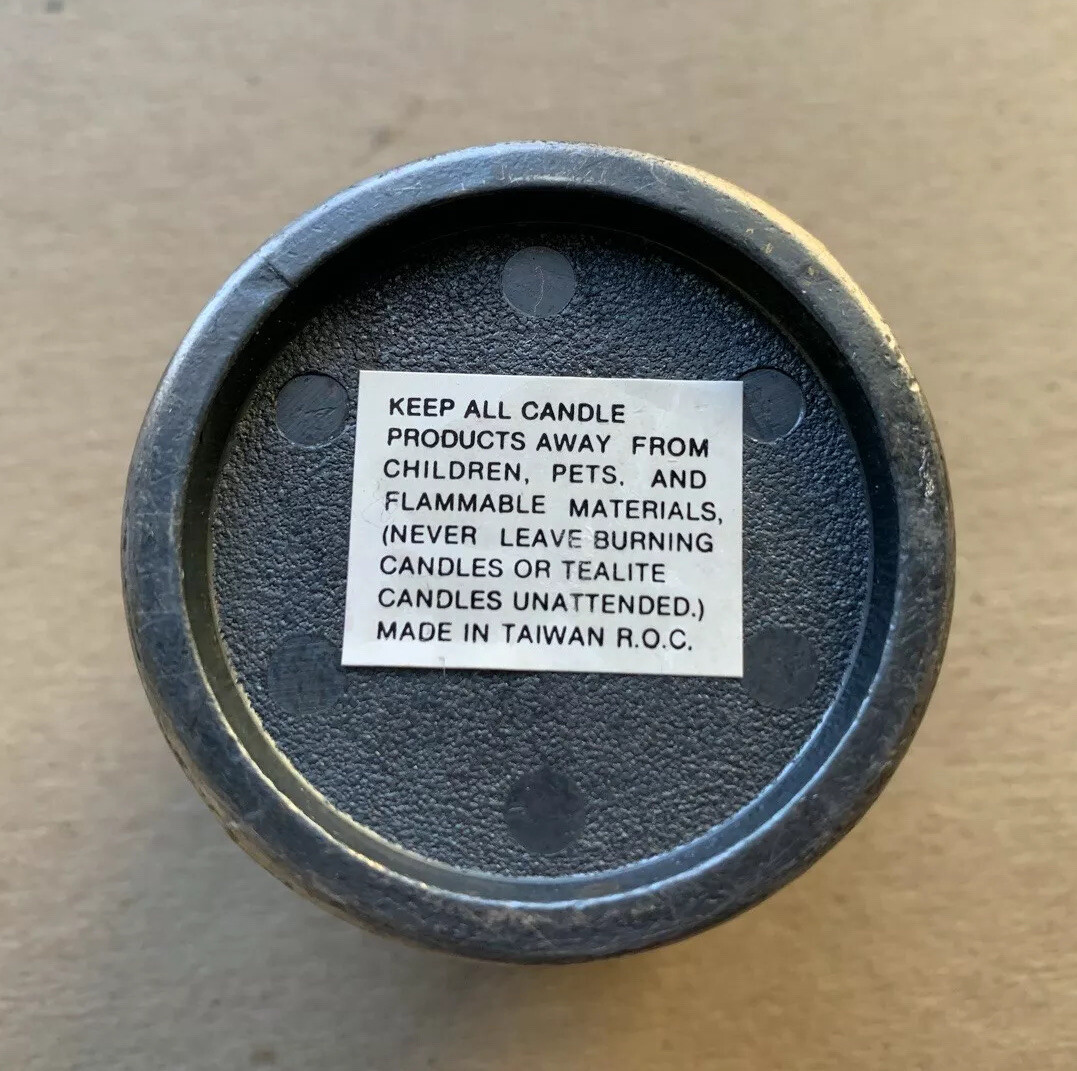 KEEP ALL CANDLE
PRODUCTS AWAY FROM
CHILDREN, PETS, AND
FLAMMABLE MATERIALS,
(NEVER LEAVE BURNING
CANDLES OR TEALITE
CANDLES UNATTENDED.)
MADE IN TAIWAN R.O.C.